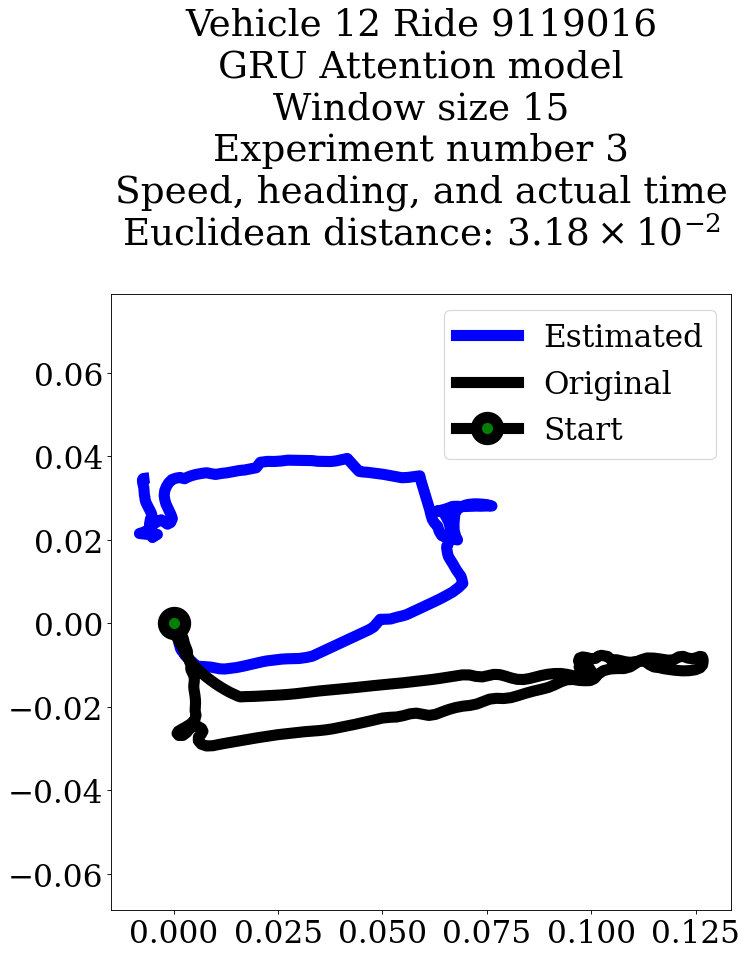 Vehicle 12 Ride 9119016
GRU Attention model
Window size 15
Experiment number 3
Speed, heading, and actual time
Euclidean distance: 3.18 × 10⁻²
Estimated
Original
Start
0.06
0.04
0.02
0.00
−0.02
−0.04
−0.06
0.000 0.025 0.050 0.075 0.100 0.125